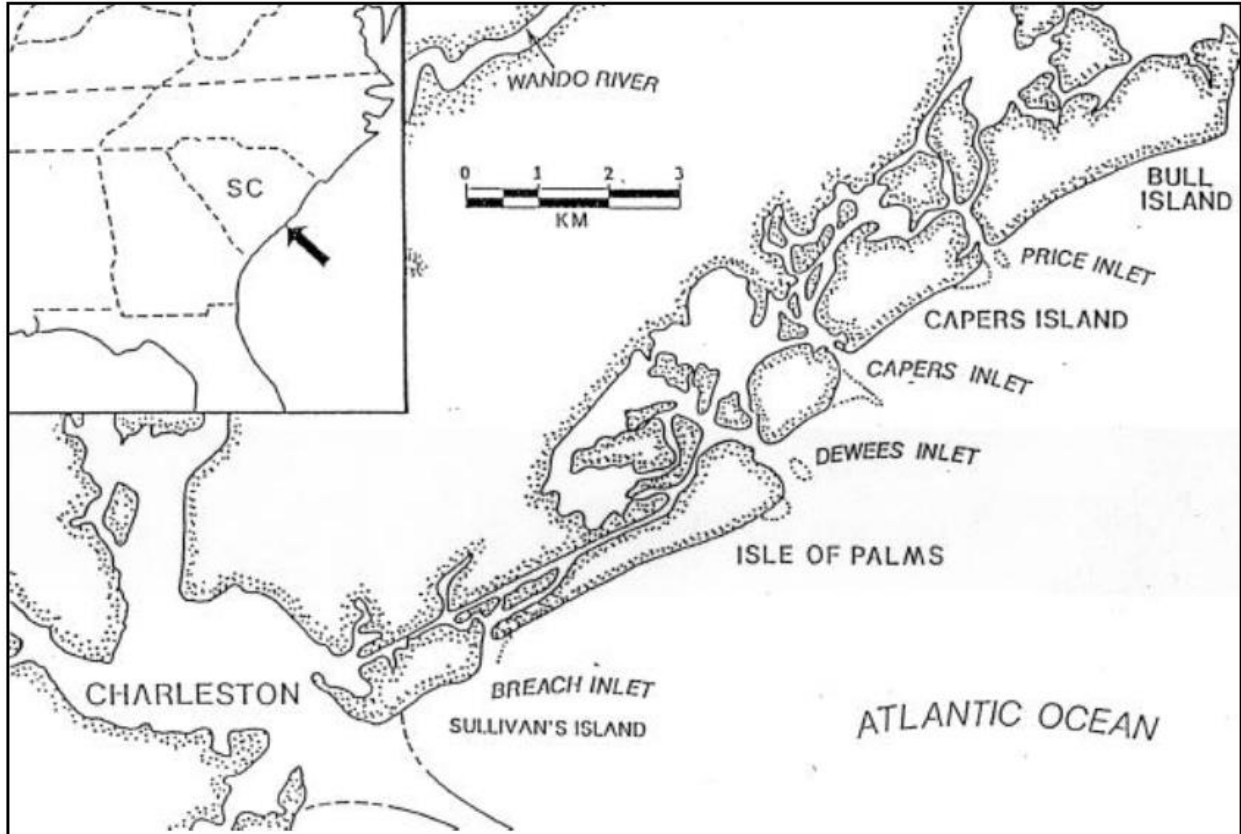 WANDO RIVER
SC
0 1 2 3
KM
BULL
ISLAND
PRICE INLET
CAPERS ISLAND
CAPERS INLET
DEWEES INLET
ISLE OF PALMS
BREACH INLET
CHARLESTON
SULLIVAN'S ISLAND
ATLANTIC OCEAN